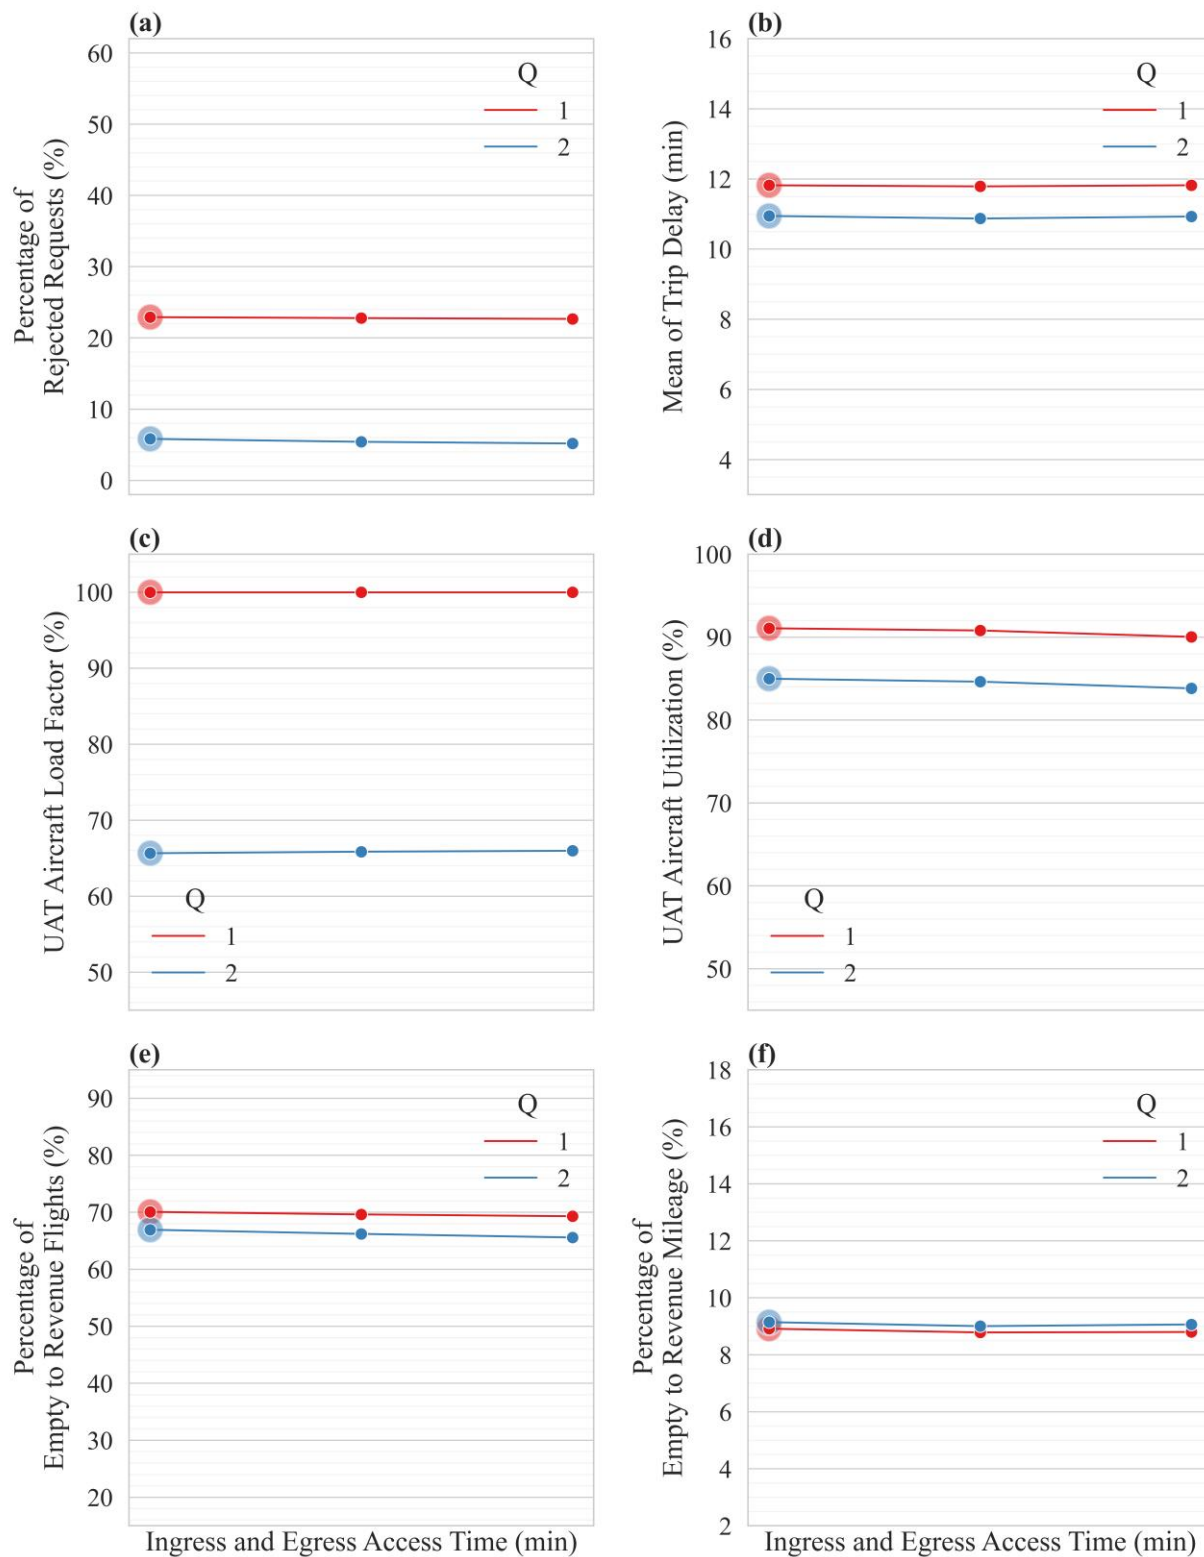 (a)
60
50
40
30
20
10
0
Percentage of
Rejected Requests (%)
Q
1
2
(b)
16
14
12
10
8
6
4
Mean of Trip Delay (min)
Q
1
2
(c)
100
90
80
70
60
50
UAT Aircraft Load Factor (%)
Q
1
2
(d)
100
90
80
70
60
50
UAT Aircraft Utilization (%)
Q
1
2
(e)
90
80
70
60
50
40
30
20
Percentage of
Empty to Revenue Flights (%)
Q
1
2
Ingress and Egress Access Time (min)
(f)
18
16
14
12
10
8
6
4
2
Percentage of
Empty to Revenue Mileage (%)
Q
1
2
Ingress and Egress Access Time (min)